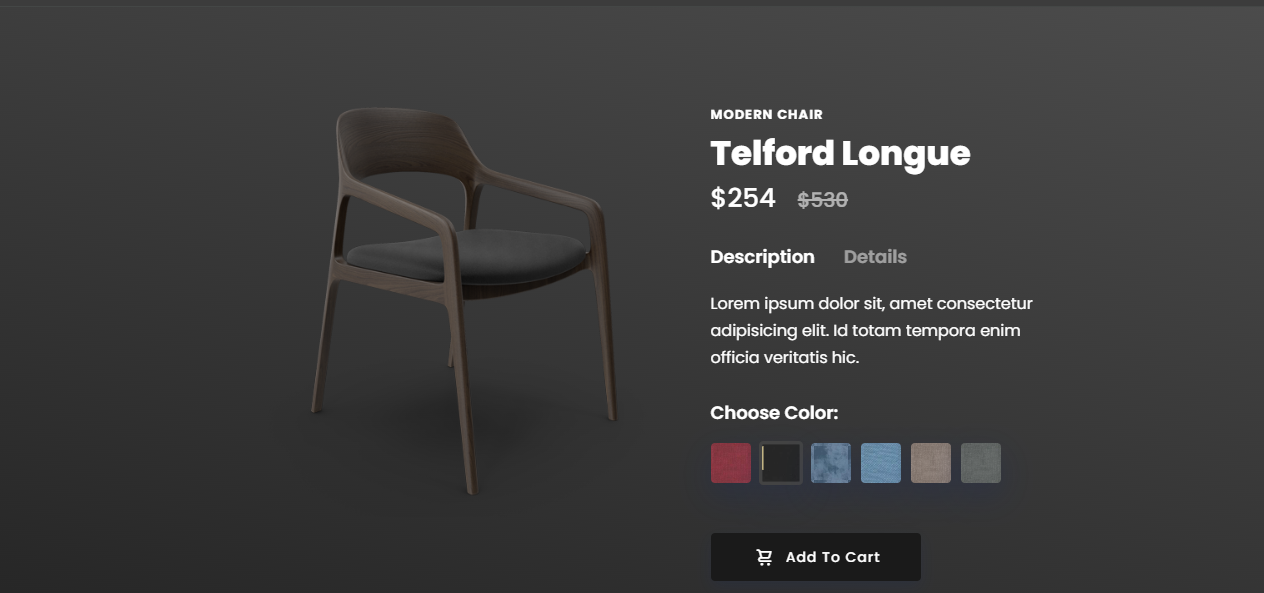 MODERN CHAIR
Telford Longue
$254 $530
Description Details
Lorem ipsum dolor sit, amet consectetur
adipisicing elit. Id totam tempora enim
officia veritatis hic.
Choose Color:
Add To Cart